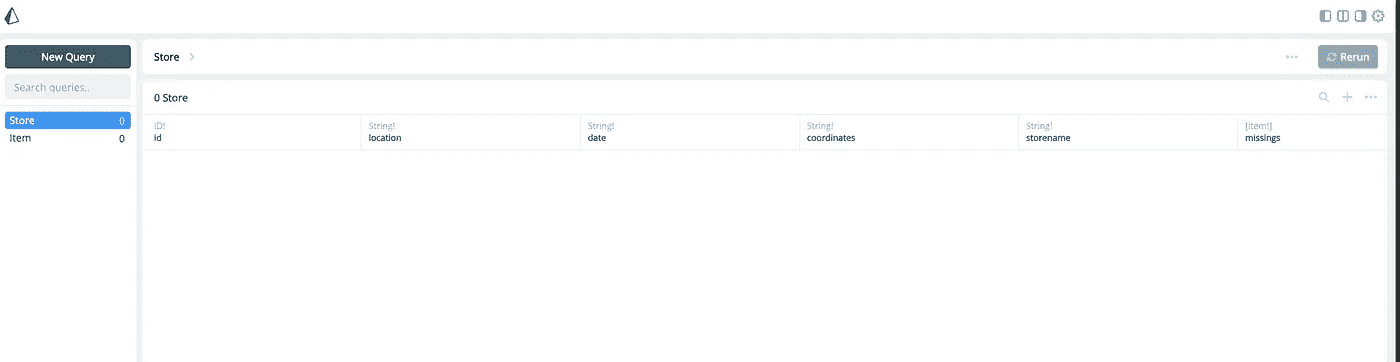 New Query
Search queries..
Store 0
Item 0
Store
Rerun
0 Store
ID! String! String! String! String! [Item!]
id location date coordinates storename missings